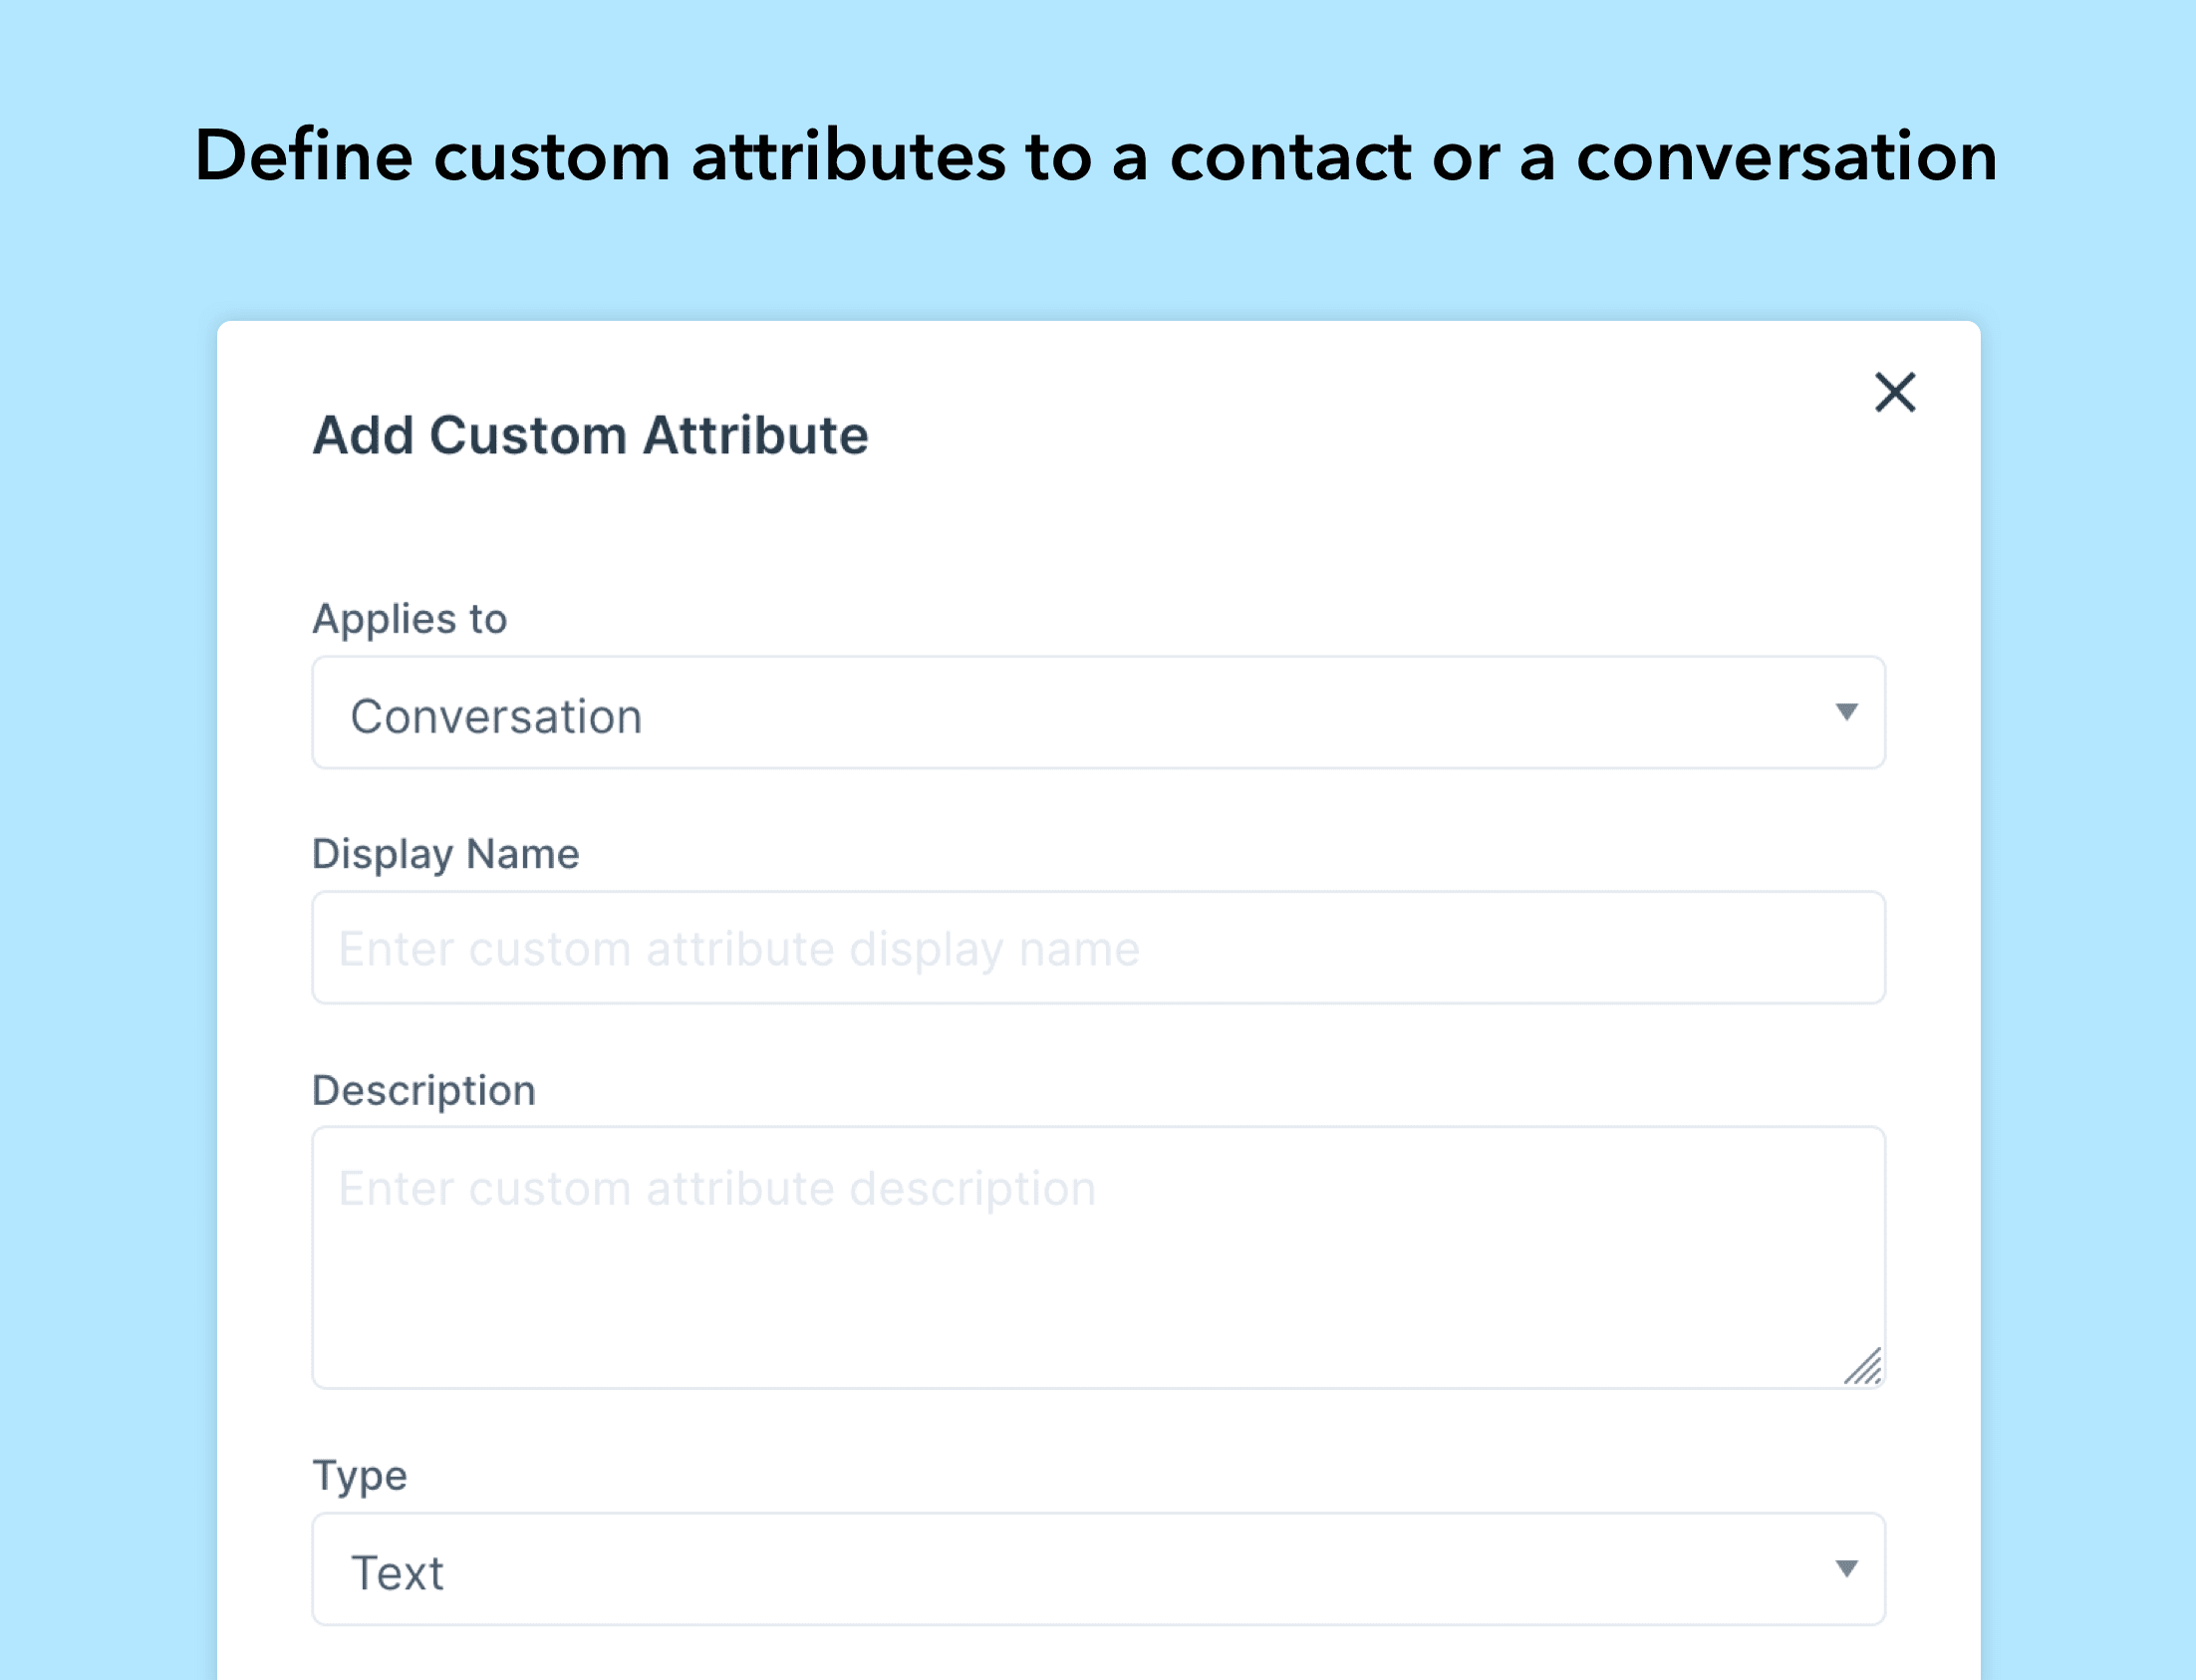 Define custom attributes to a contact or a conversation
Add Custom Attribute
Applies to
Conversation
Display Name
Enter custom attribute display name
Description
Enter custom attribute description
Type
Text